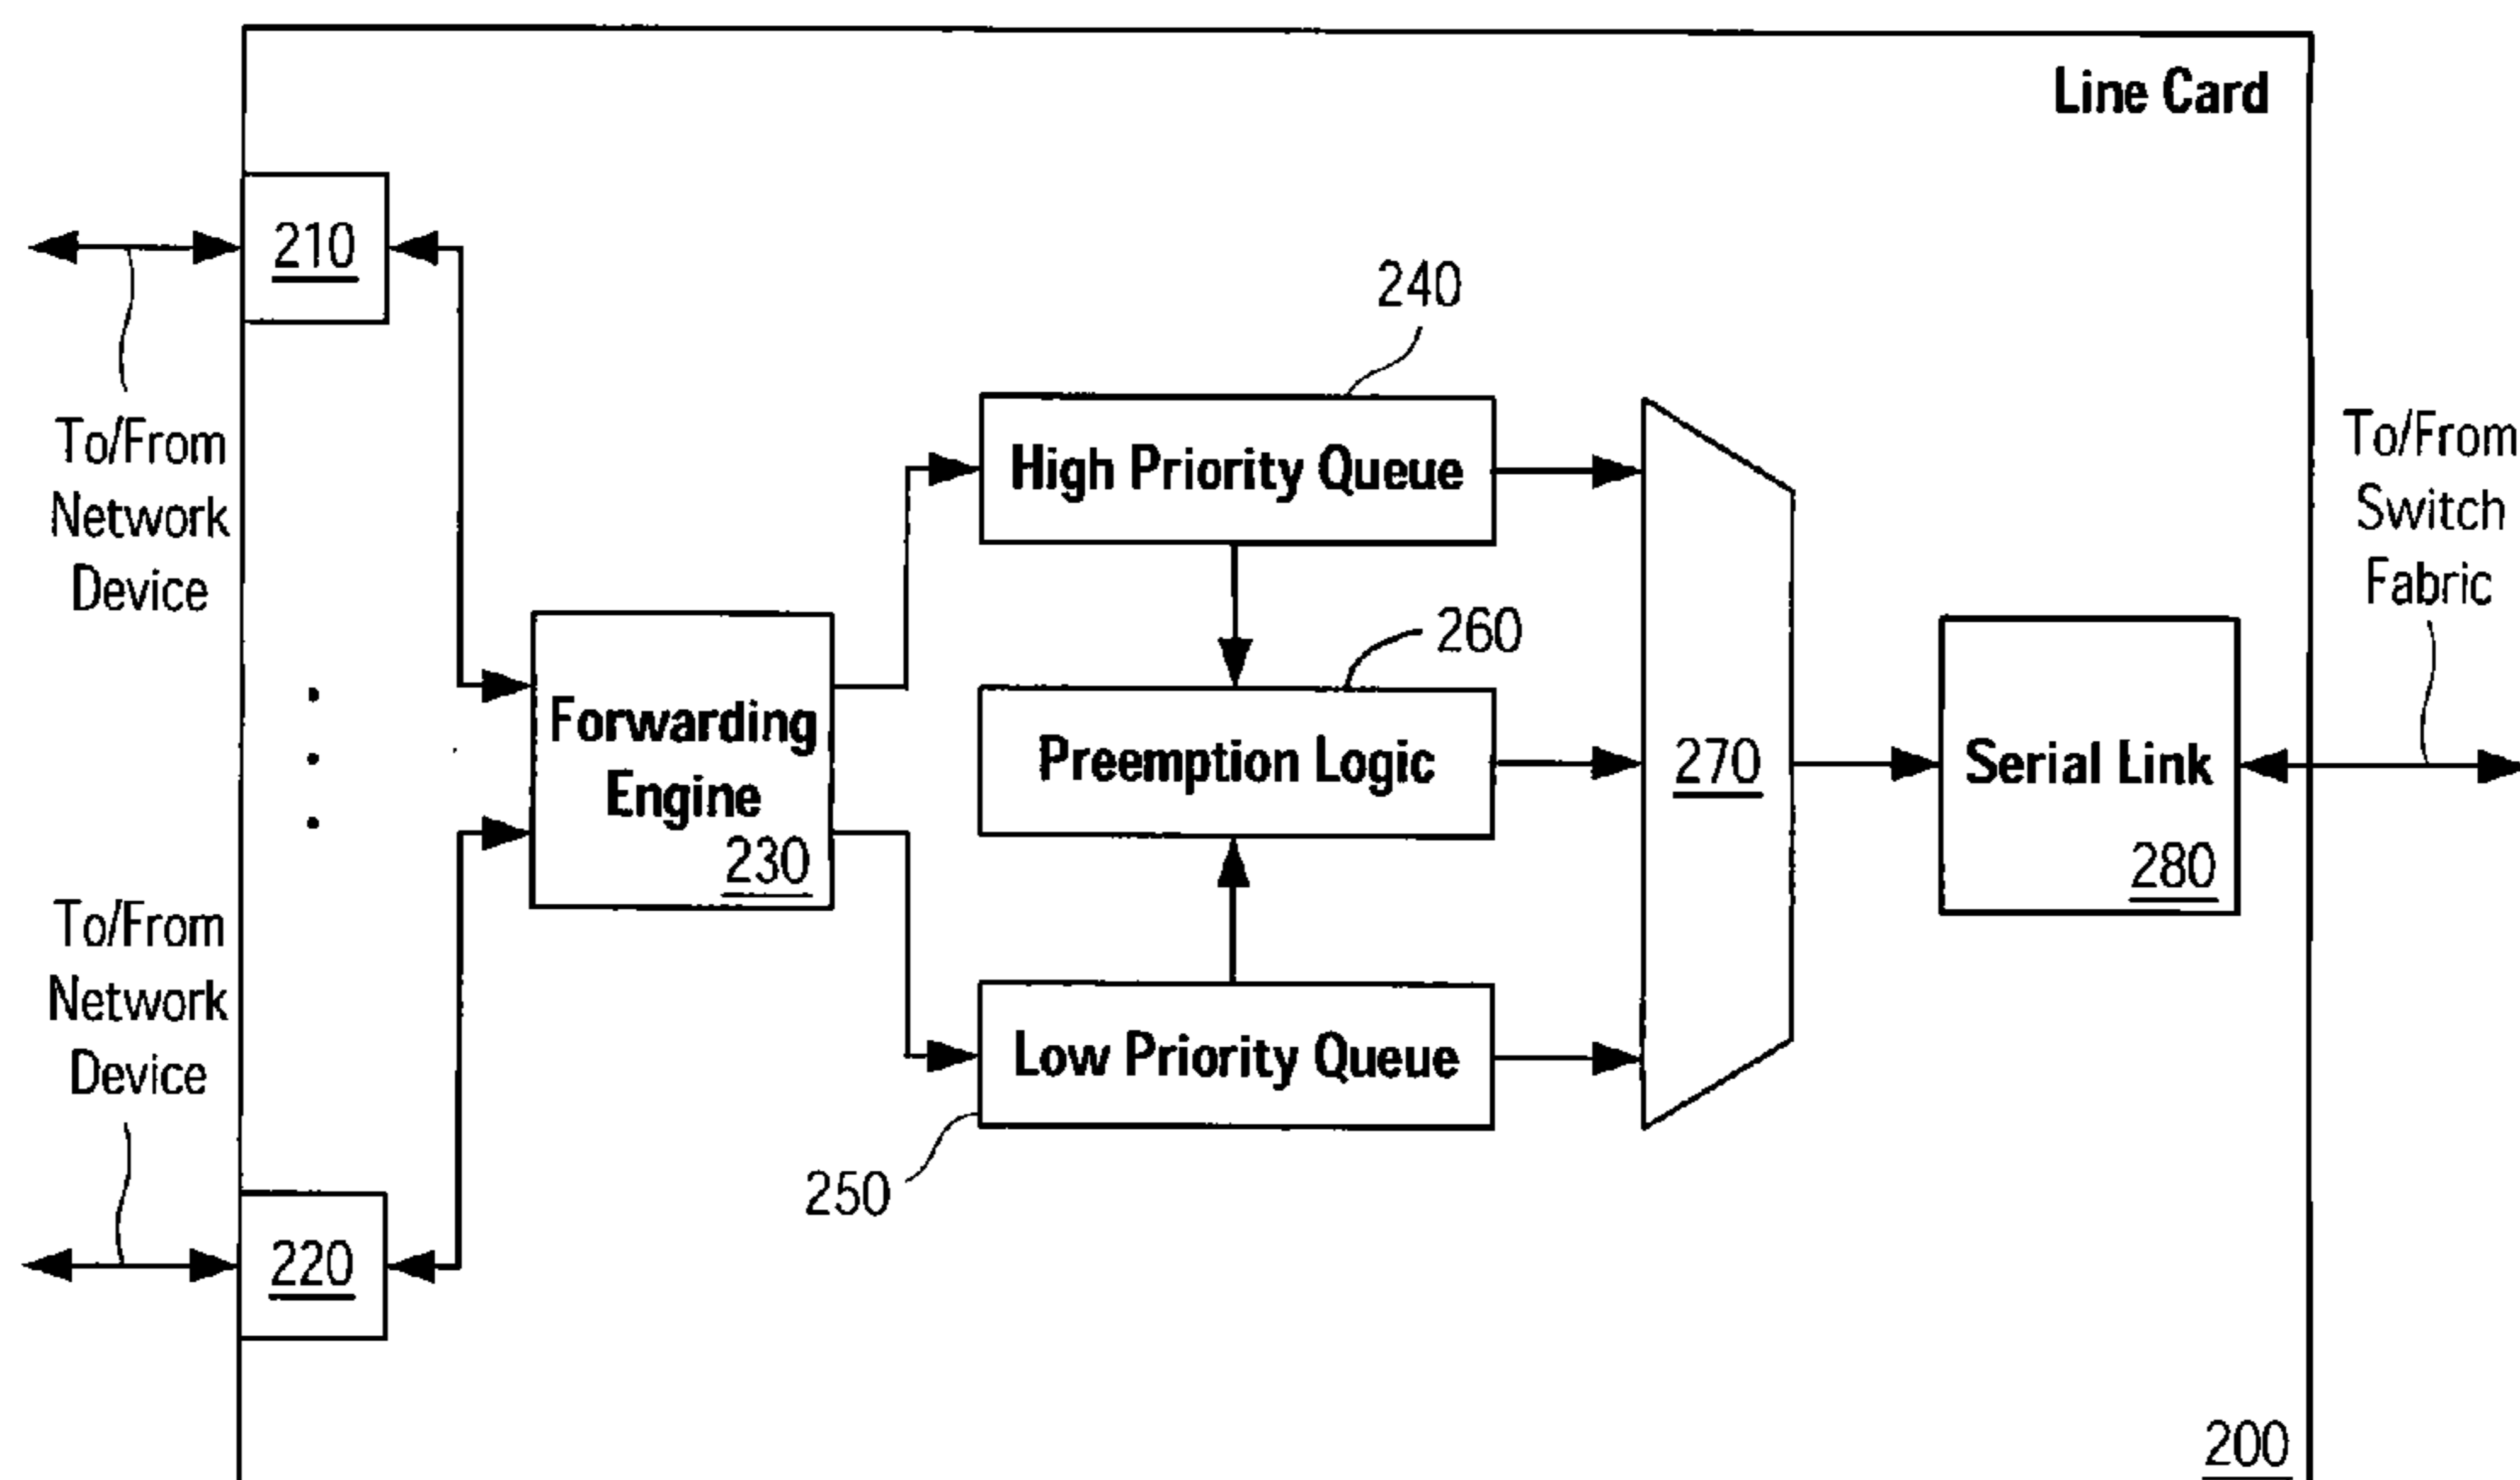 Line Card
210
To/From
Network
Device
240
High Priority Queue
To/From
Switch
Fabric
260
Forwarding
Engine
230
Preemption Logic
270
Serial Link
280
To/From
Network
Device
Low Priority Queue
250
220
200